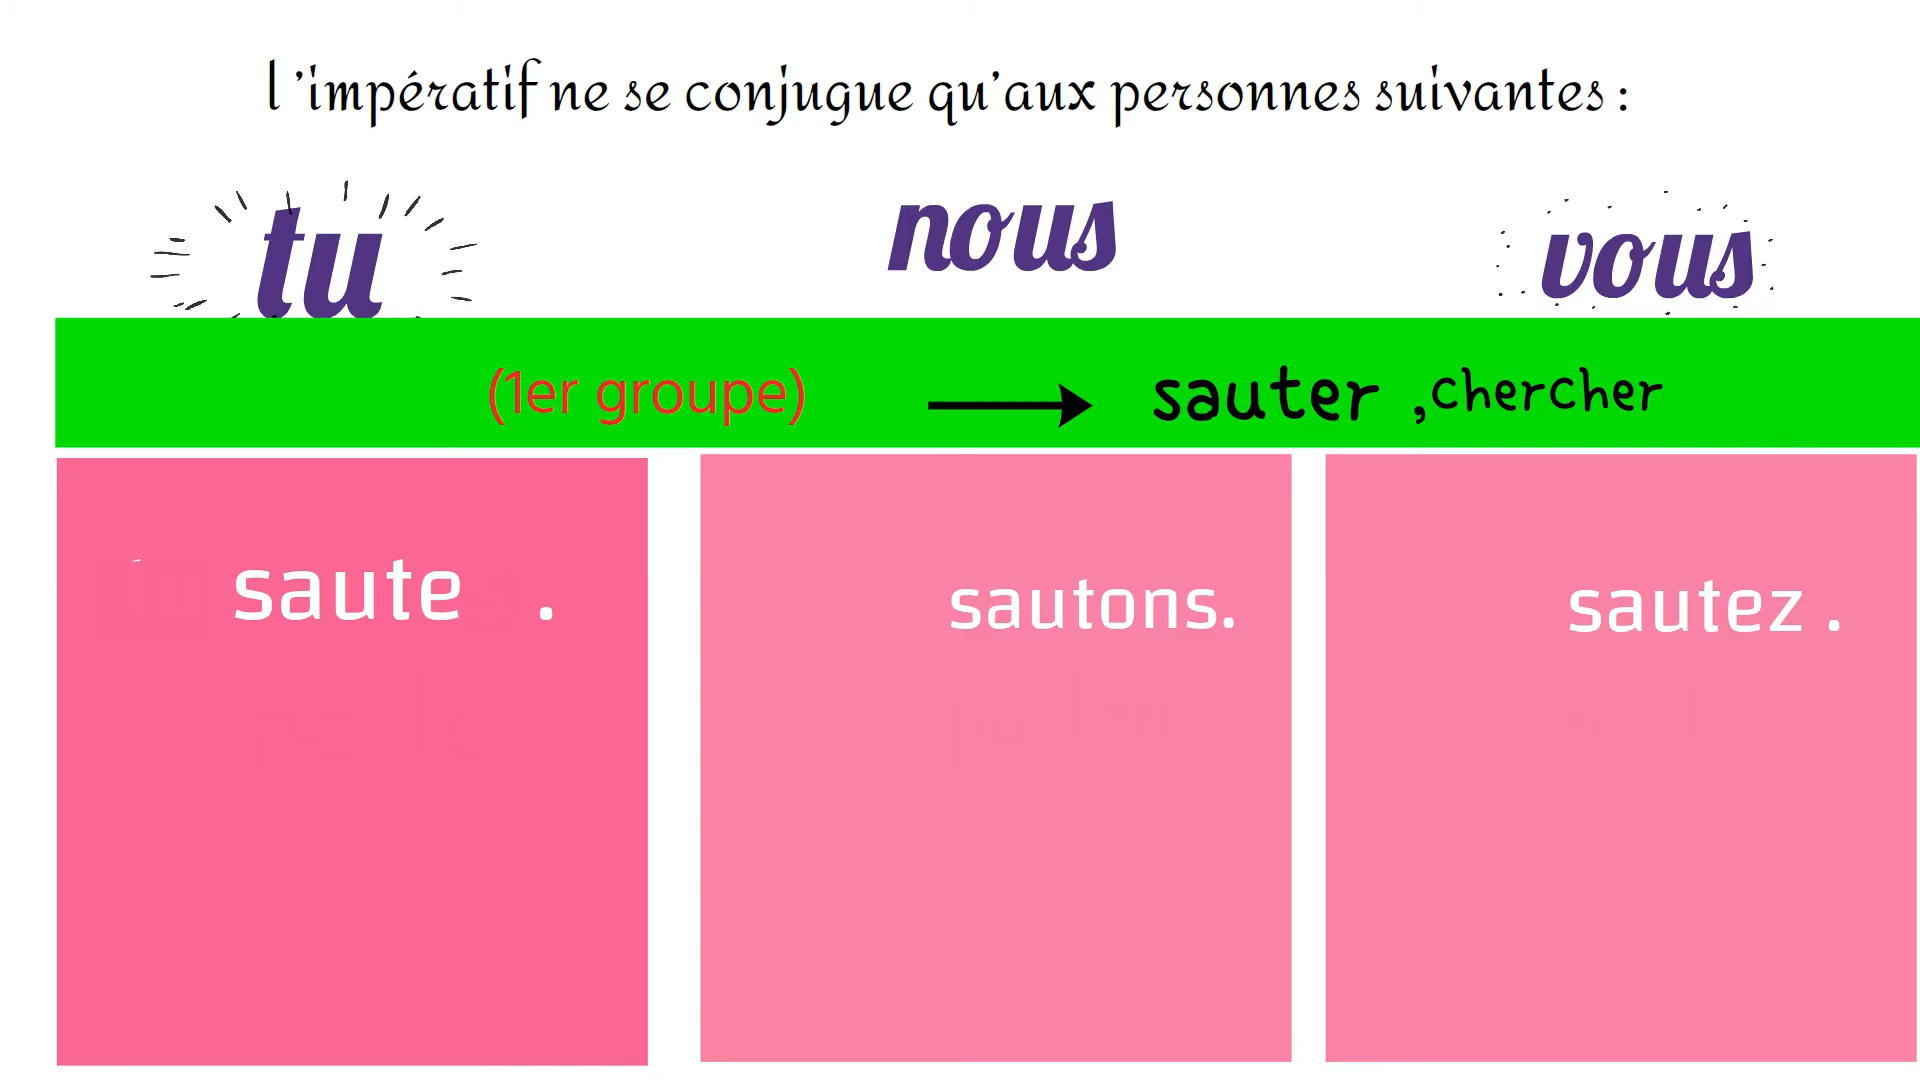 l'impératif ne se conjugue qu'aux personnes suivantes :
tu nous vous
(1er groupe) → sauter ,chercher
saute . sautons. sautez .